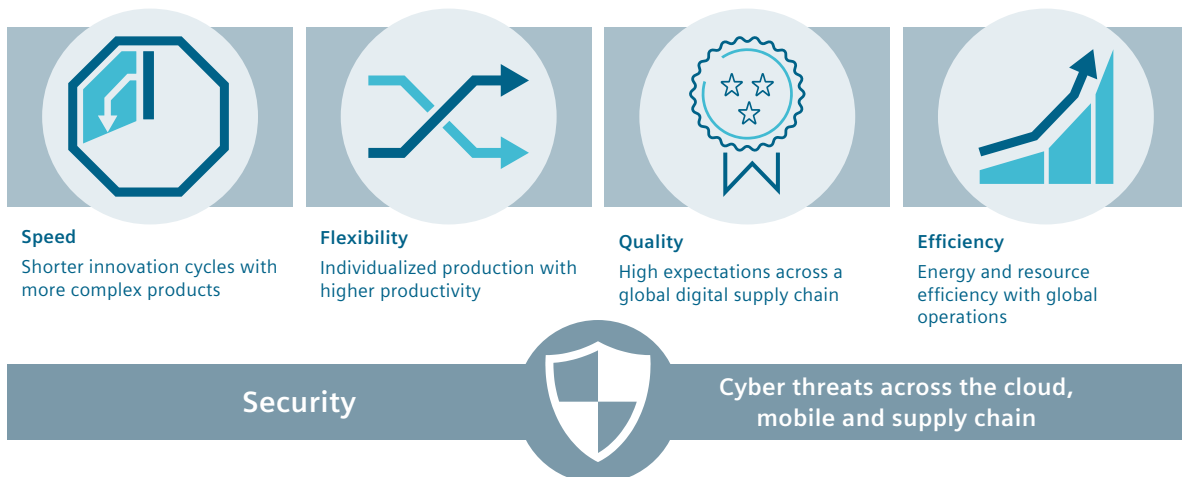 Speed
Shorter innovation cycles with
more complex products
Flexibility
Individualized production with
higher productivity
Quality
High expectations across a
global digital supply chain
Efficiency
Energy and resource
efficiency with global
operations
Security
Cyber threats across the cloud,
mobile and supply chain